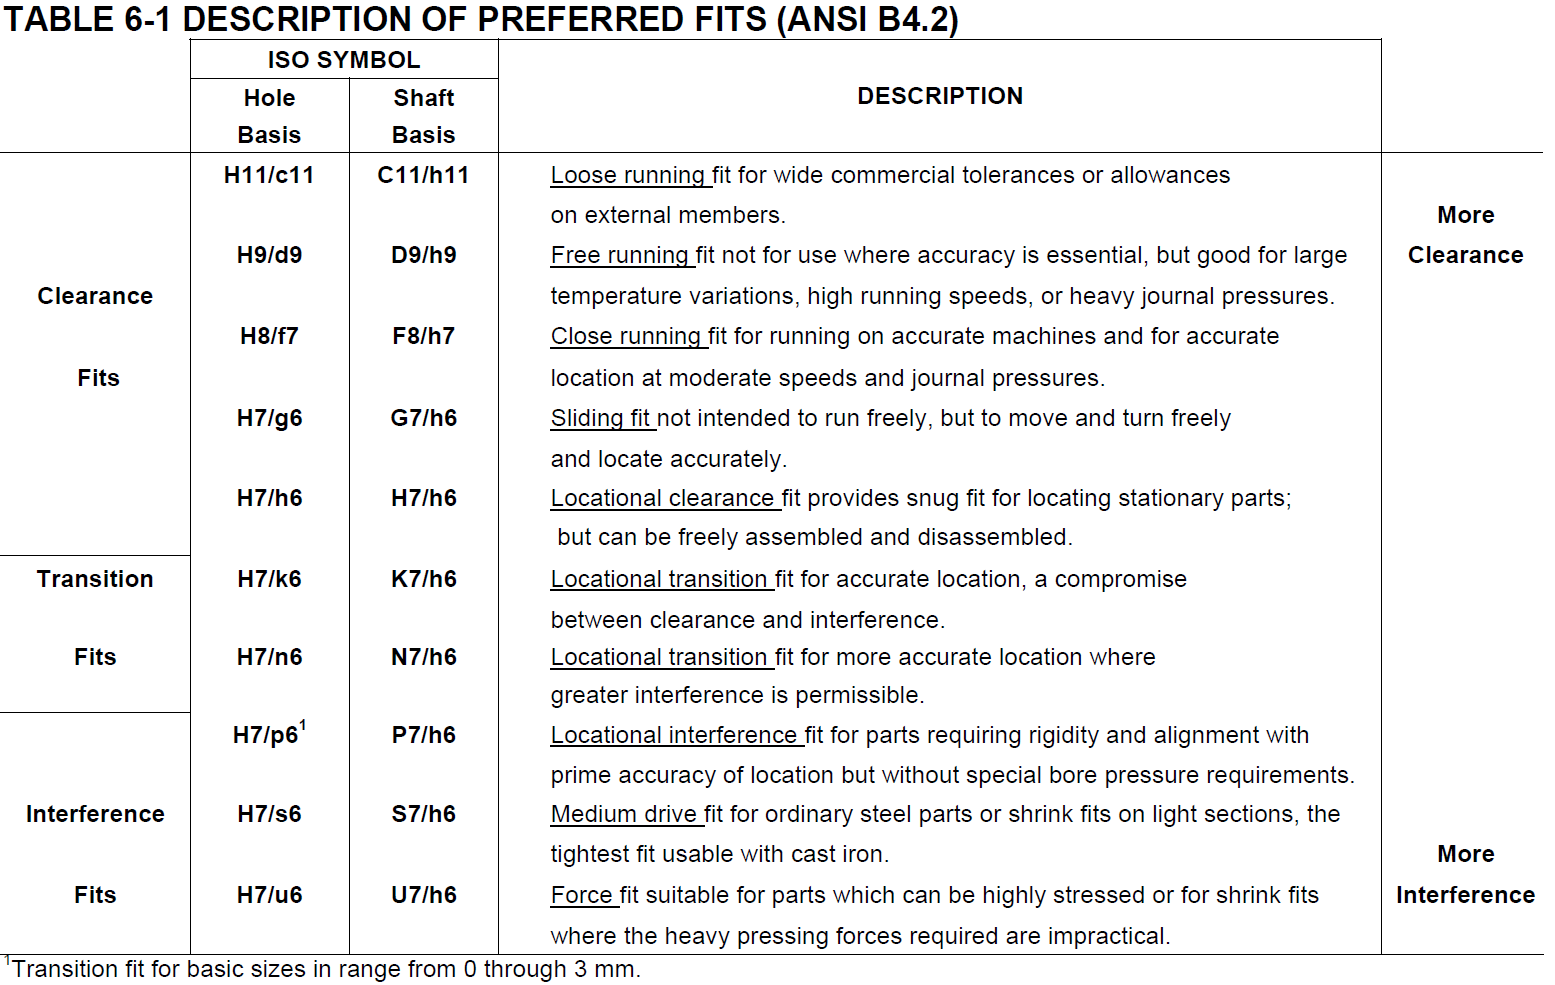 TABLE 6-1 DESCRIPTION OF PREFERRED FITS (ANSI B4.2)
ISO SYMBOL
Hole Basis
Shaft Basis
DESCRIPTION
H11/c11 C11/h11 Loose running fit for wide commercial tolerances or allowances
on external members. More
H9/d9 D9/h9 Free running fit not for use where accuracy is essential, but good for large Clearance
Clearance temperature variations, high running speeds, or heavy journal pressures.
H8/f7 F8/h7 Close running fit for running on accurate machines and for accurate
Fits location at moderate speeds and journal pressures.
H7/g6 G7/h6 Sliding fit not intended to run freely, but to move and turn freely
and locate accurately.
H7/h6 H7/h6 Locational clearance fit provides snug fit for locating stationary parts;
but can be freely assembled and disassembled.
Transition H7/k6 K7/h6 Locational transition fit for accurate location, a compromise
between clearance and interference.
Fits H7/n6 N7/h6 Locational transition fit for more accurate location where
greater interference is permissible.
H7/p6¹ P7/h6 Locational interference fit for parts requiring rigidity and alignment with
prime accuracy of location but without special bore pressure requirements.
Interference H7/s6 S7/h6 Medium drive fit for ordinary steel parts or shrink fits on light sections, the
tightest fit usable with cast iron. More
Fits H7/u6 U7/h6 Force fit suitable for parts which can be highly stressed or for shrink fits Interference
where the heavy pressing forces required are impractical.
¹Transition fit for basic sizes in range from 0 through 3 mm.